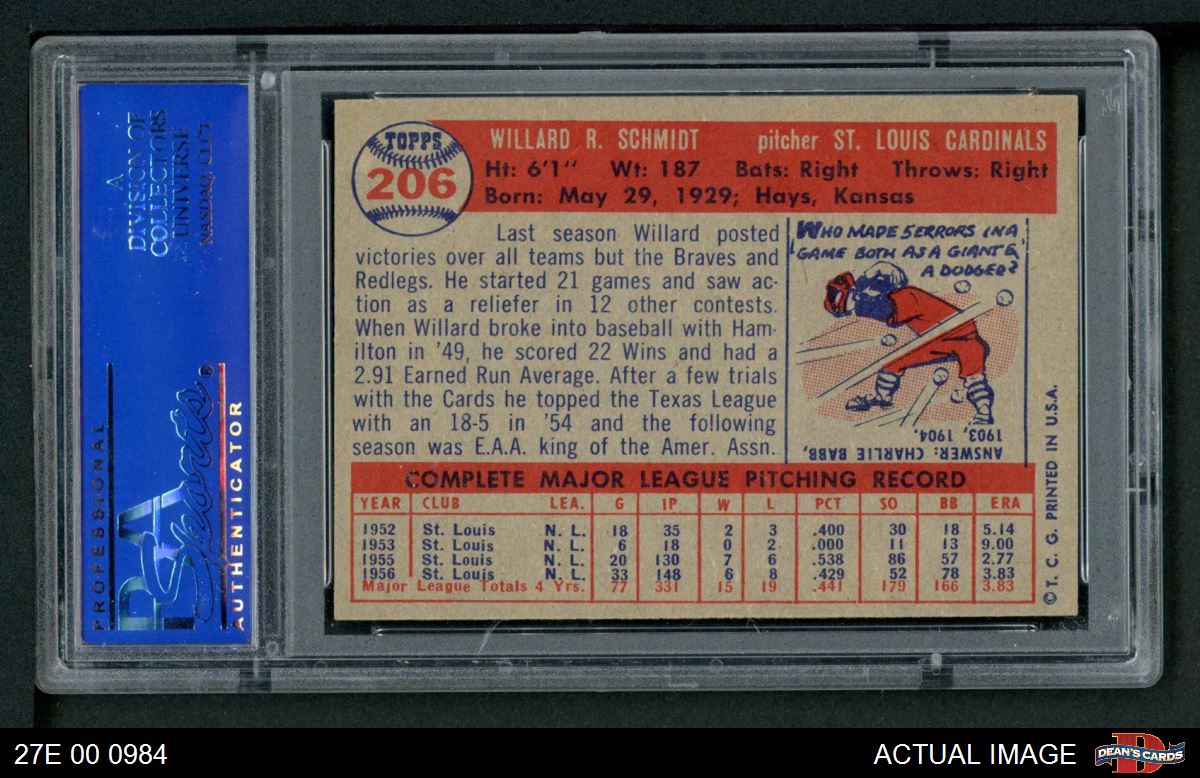 A
DIVISION OF
COLLECTORS
UNIVERSE
NASDAQ: CLCT
PROFESSIONAL
PSA
Sports®
AUTHENTICATOR
TOPPS
206
WILLARD R. SCHMIDT pitcher ST. LOUIS CARDINALS
Ht: 6'1" Wt: 187 Bats: Right Throws: Right
Born: May 29, 1929; Hays, Kansas
Last season Willard posted
victories over all teams but the Braves and
Redlegs. He started 21 games and saw ac-
tion as a reliefer in 12 other contests.
When Willard broke into baseball with Ham-
ilton in '49, he scored 22 Wins and had a
2.91 Earned Run Average. After a few trials
with the Cards he topped the Texas League
with an 18-5 in '54 and the following
season was E.A.A. king of the Amer. Assn.
WHO MADE 5 ERRORS IN A
GAME BOTH AS A GIANT &
A DODGER?
ANSWER: CHARLIE BABB,
1903, 1904.
COMPLETE MAJOR LEAGUE PITCHING RECORD
YEAR CLUB LEA. G IP W L PCT SO BB ERA
1952 St. Louis N. L. 18 35 2 3 .400 30 18 5.14
1953 St. Louis N. L. 6 18 0 2 .000 11 13 9.00
1955 St. Louis N. L. 20 130 7 6 .538 86 57 2.77
1956 St. Louis N. L. 33 148 6 8 .429 52 78 3.83
Major League Totals 4 Yrs. 77 331 15 19 .441 179 166 3.83
© T. C. G. PRINTED IN U.S.A.
27E 00 0984
ACTUAL IMAGE
D
DEAN'S CARDS